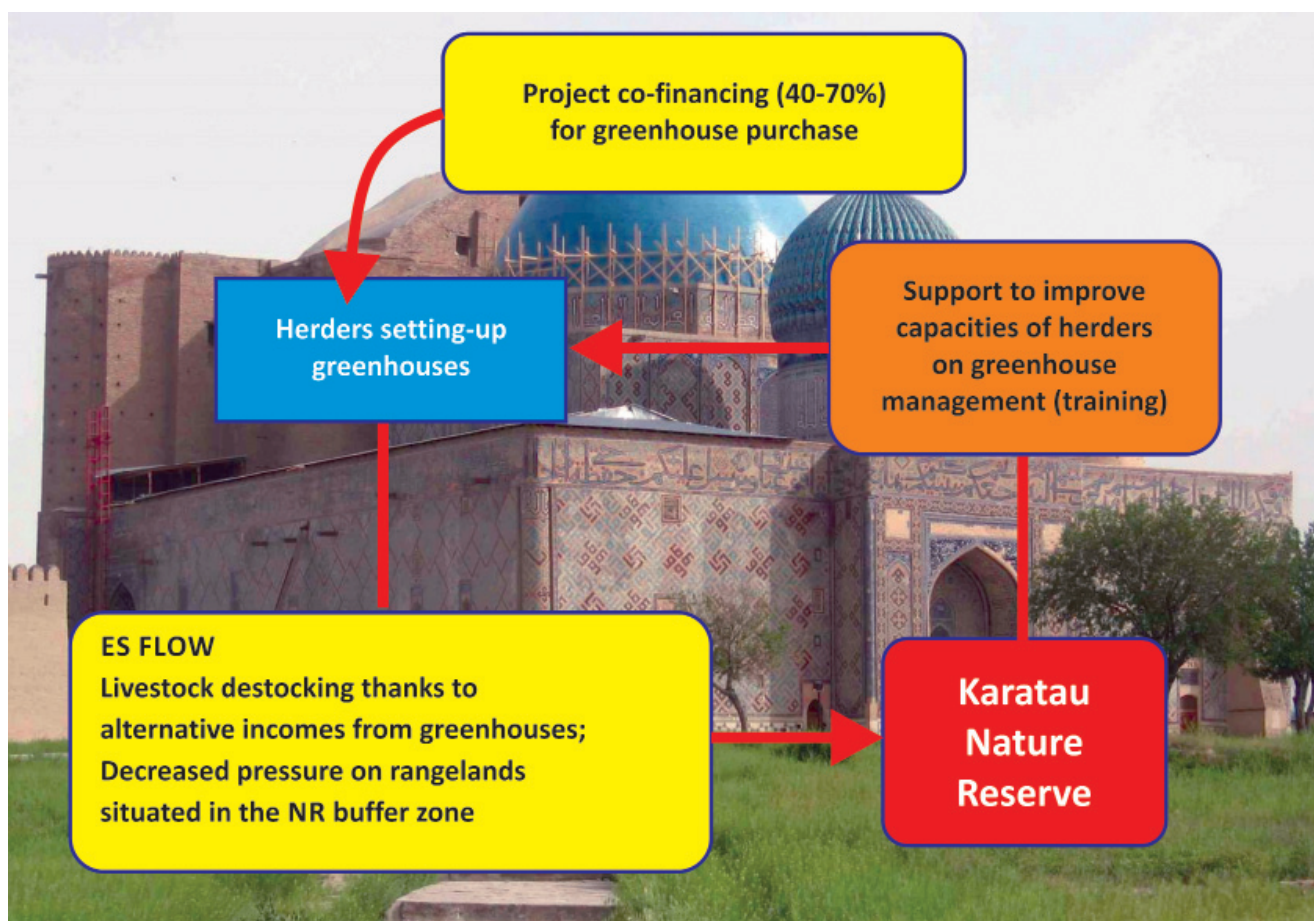 Project co-financing (40-70%)
for greenhouse purchase
Herders setting-up
greenhouses
Support to improve
capacities of herders
on greenhouse
management (training)
ES FLOW
Livestock destocking thanks to
alternative incomes from greenhouses;
Decreased pressure on rangelands
situated in the NR buffer zone
Karatau
Nature
Reserve